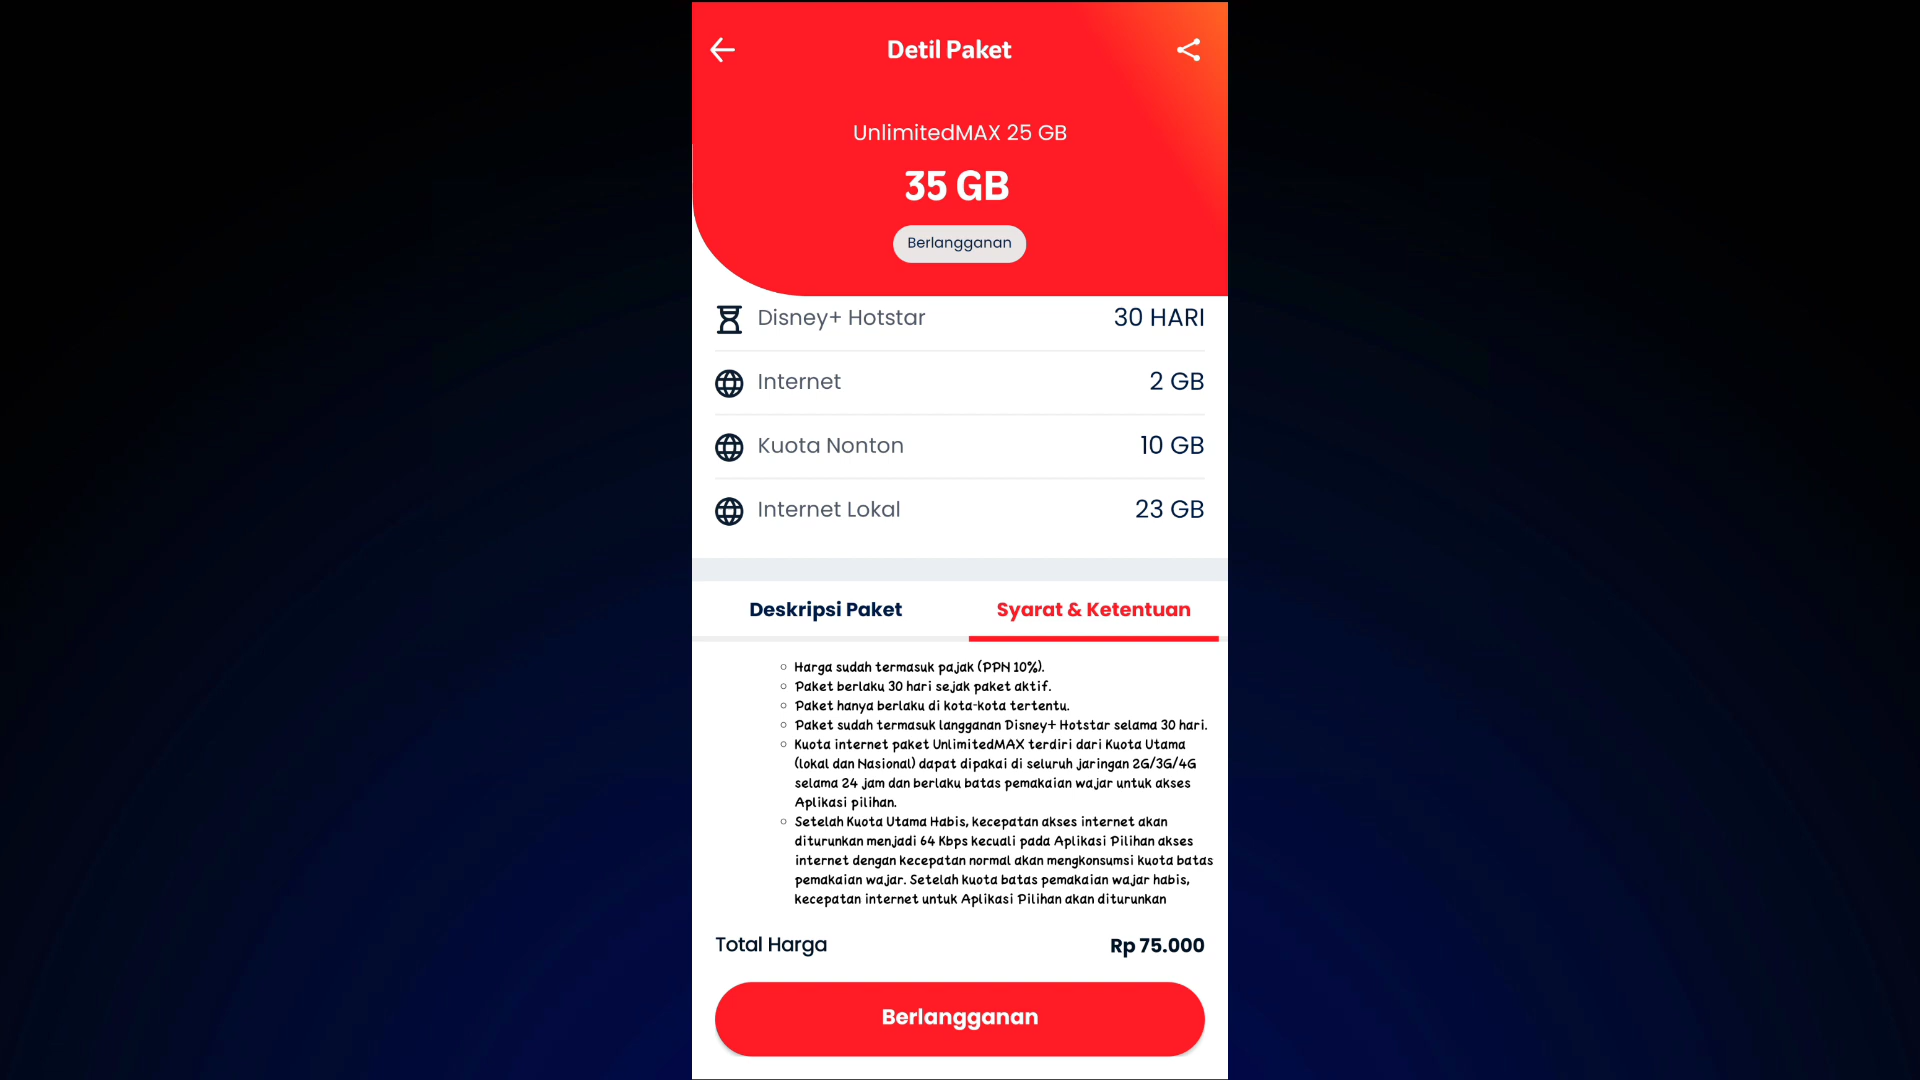 Detil Paket
UnlimitedMAX 25 GB
35 GB
Berlangganan
Disney+ Hotstar 30 HARI
Internet 2 GB
Kuota Nonton 10 GB
Internet Lokal 23 GB
Deskripsi Paket Syarat & Ketentuan
Harga sudah termasuk pajak (PPN 10%).
Paket berlaku 30 hari sejak paket aktif.
Paket hanya berlaku di kota-kota tertentu.
Paket sudah termasuk langganan Disney+ Hotstar selama 30 hari.
Kuota internet paket UnlimitedMAX terdiri dari Kuota Utama
(lokal dan Nasional) dapat dipakai di seluruh jaringan 2G/3G/4G
selama 24 jam dan berlaku batas pemakaian wajar untuk akses
Aplikasi pilihan.
Setelah Kuota Utama Habis, kecepatan akses internet akan
diturunkan menjadi 64 Kbps kecuali pada Aplikasi Pilihan akses
internet dengan kecepatan normal akan mengkonsumsi kuota batas
pemakaian wajar. Setelah kuota batas pemakaian wajar habis,
kecepatan internet untuk Aplikasi Pilihan akan diturunkan
Total Harga Rp 75.000
Berlangganan